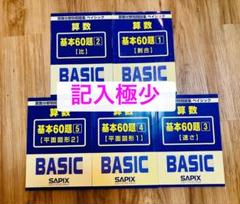 算数
基本60題 2
[比]
BASIC
算数
基本60題 1
[割合]
BASIC
記入極少
算数
基本60題 5
[平面図形2]
BASIC
SAPIX
算数
基本60題 4
[平面図形1]
BASIC
SAPIX
算数
基本60題 3
[速さ]
BASIC
SAPIX